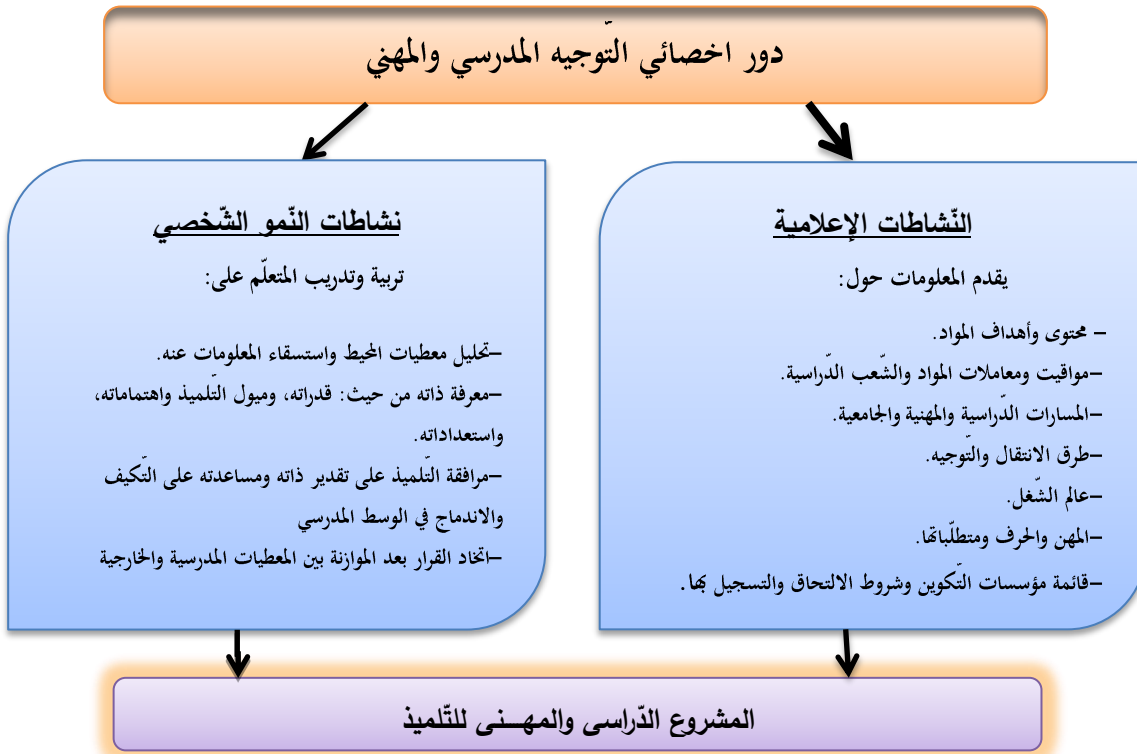 دور اخصائي التّوجيه المدرسي والمهني
النّشاطات الإعلامية
يقدم المعلومات حول:
– محتوى وأهداف المواد.
–مواقيت ومعاملات المواد والشّعب الدّراسية.
–المسارات الدّراسية والمهنية والجامعية.
–طرق الانتقال والتّوجيه.
–عالم الشّغل.
–المهن والحرف ومتطلّباتها.
–قائمة مؤسسات التّكوين وشروط الالتحاق والتسجيل بها.
نشاطات النّمو الشّخصي
تربية وتدريب المتعلّم على:
–تحليل معطيات المحيط واستسقاء المعلومات عنه.
–معرفة ذاته من حيث: قدراته، وميول التّلميذ واهتماماته،
واستعداداته.
–مرافقة التّلميذ على تقدير ذاته ومساعدته على التّكيف
والاندماج في الوسط المدرسي
–اتخاد القرار بعد الموازنة بين المعطيات المدرسية والخارجية
المشروع الدّراسى والمهـــنى للتّلميذ